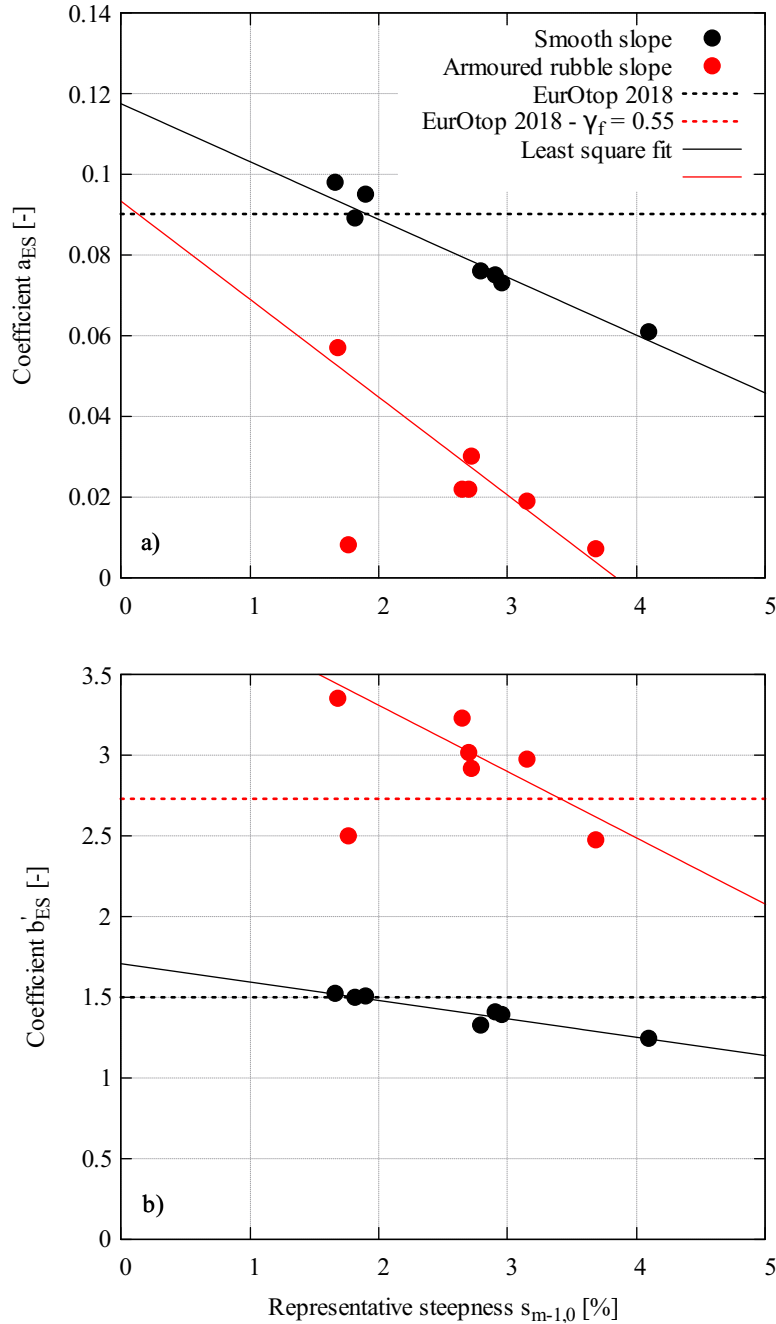 0.14
Smooth slope
Armoured rubble slope
0.12
EurOtop 2018
EurOtop 2018 - γf = 0.55
Least square fit
0.1
0.08
Coefficient aES [-]
0.06
0.04
0.02
a)
0
0 1 2 3 4 5
3.5
3
2.5
2
Coefficient b'ES [-]
1.5
1
0.5
b)
0
0 1 2 3 4 5
Representative steepness sm-1,0 [%]